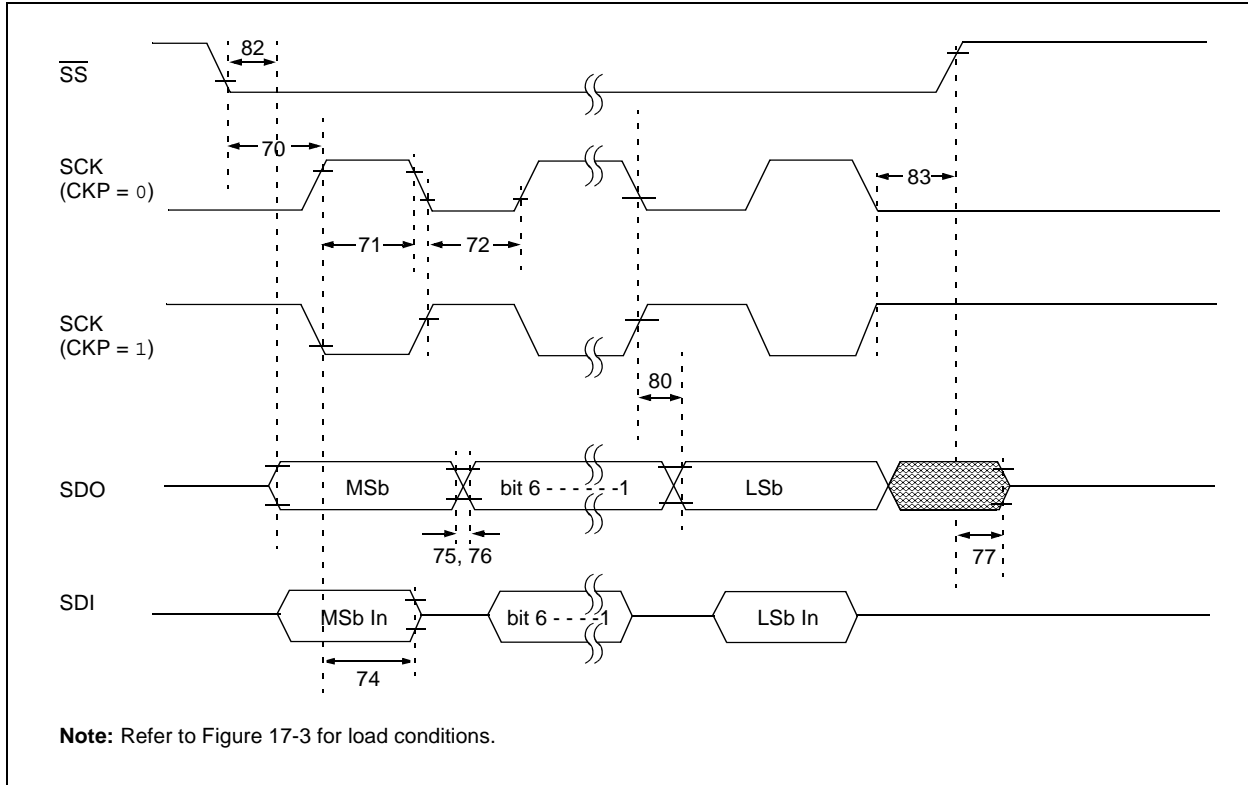 82
SS
70
SCK
(CKP = 0)
83
71
72
SCK
(CKP = 1)
80
SDO
MSb
bit 6 - - - - - -1
LSb
75, 76
77
SDI
MSb In
bit 6 - - - -1
LSb In
74
Note: Refer to Figure 17-3 for load conditions.